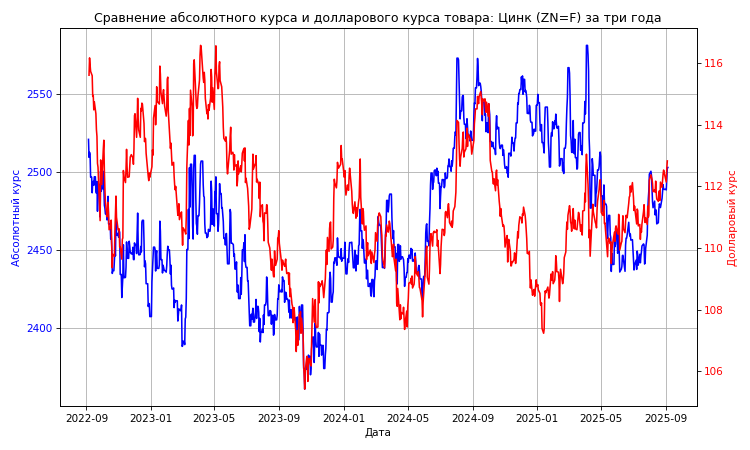 Сравнение абсолютного курса и долларового курса товара: Цинк (ZN=F) за три года
Абсолютный курс
2550
2500
2450
2400
116
114
112
110
108
106
Долларовый курс
2022-09 2023-01 2023-05 2023-09 2024-01 2024-05 2024-09 2025-01 2025-05 2025-09
Дата